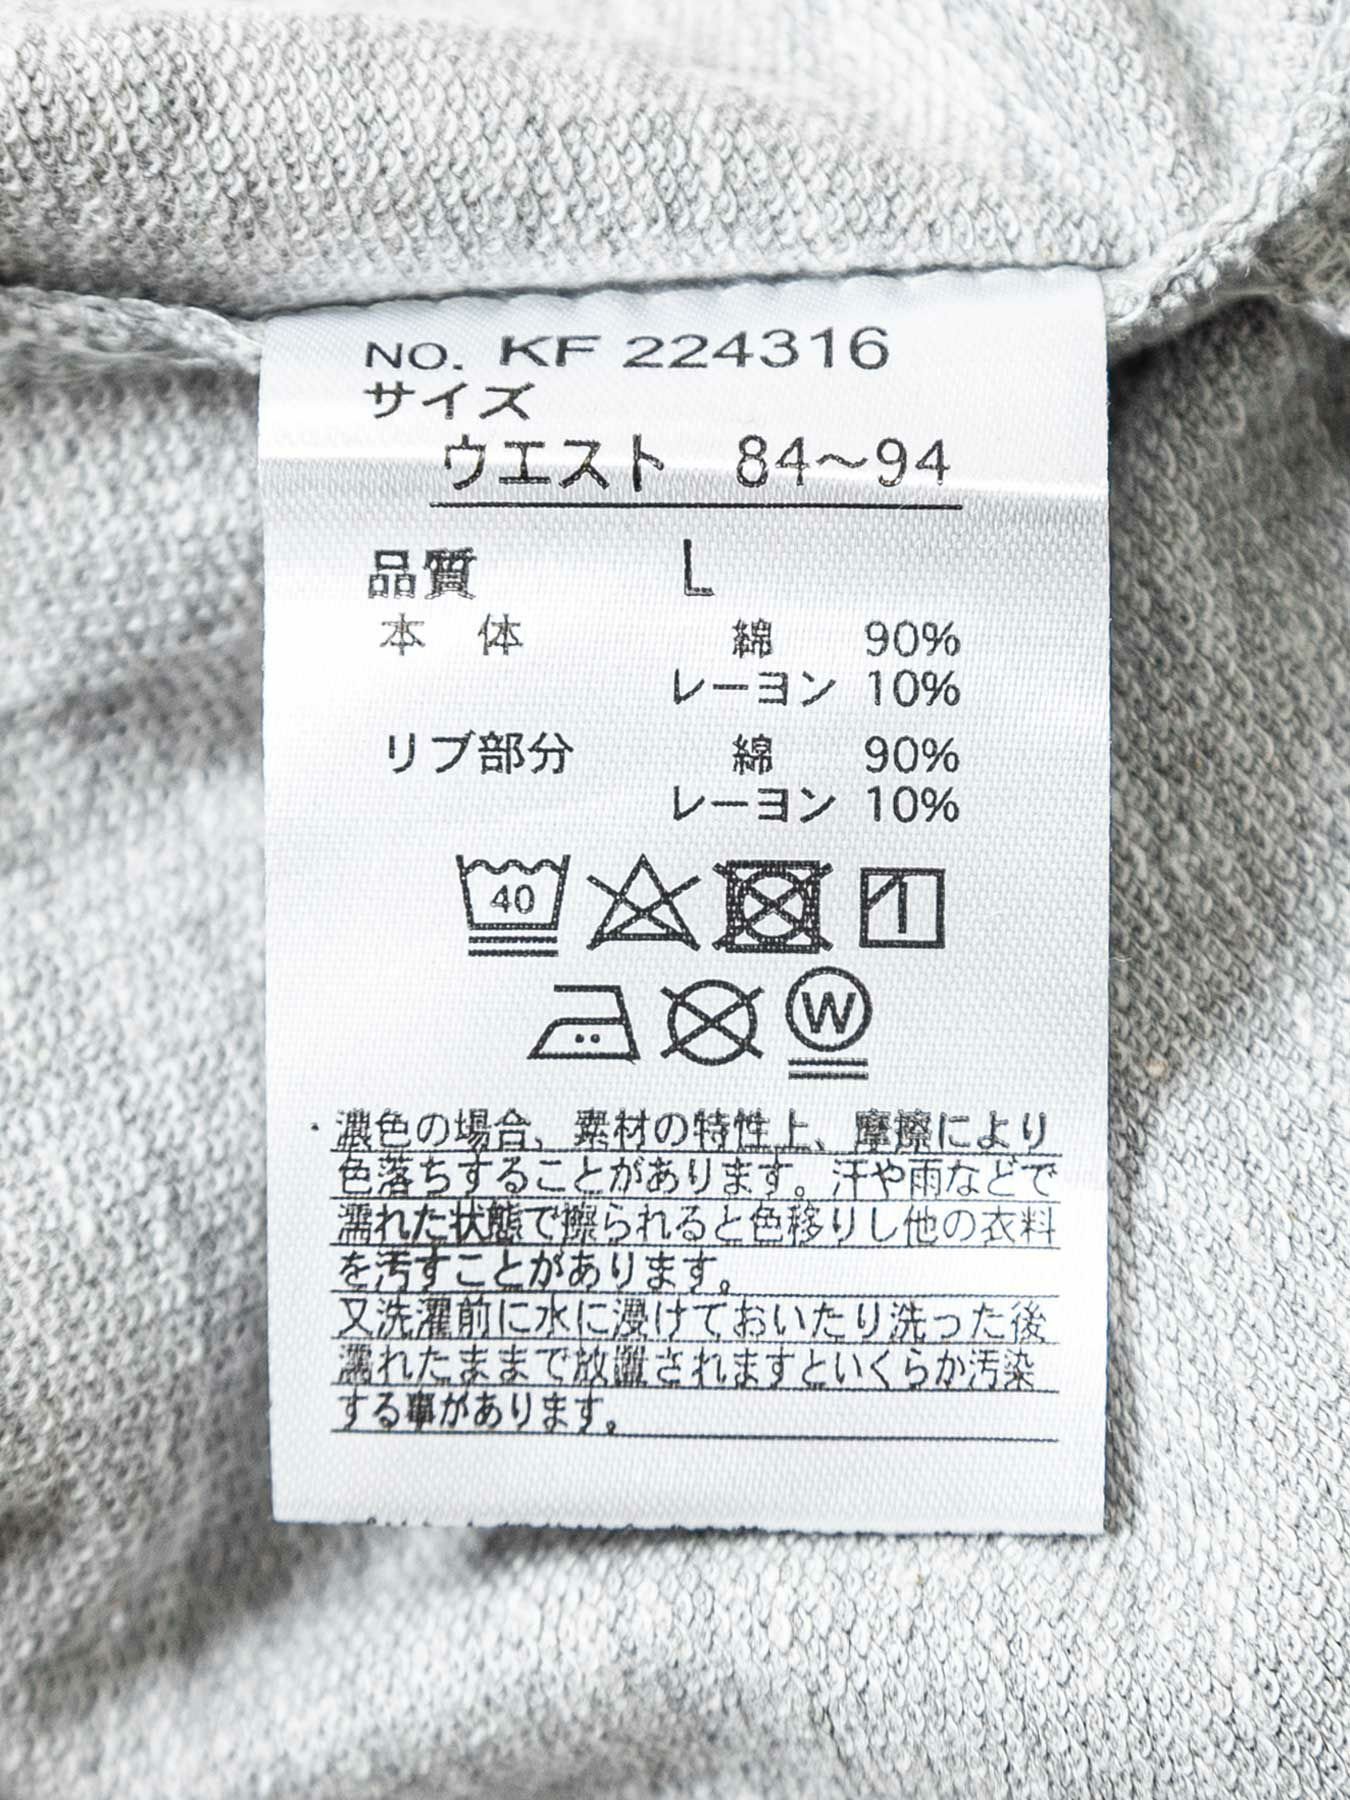 NO. KF 224316
サイズ
ウエスト 84～94
品質 L
本 体 綿 90%
レーヨン 10%
リブ部分 綿 90%
レーヨン 10%
40
W
・濃色の場合、素材の特性上、摩擦により
色落ちすることがあります。汗や雨などで
濡れた状態で擦られると色移りし他の衣料
を汚すことがあります。
又洗濯前に水に浸けておいたり洗った後
濡れたままで放置されますといくらか汚染
する事があります。